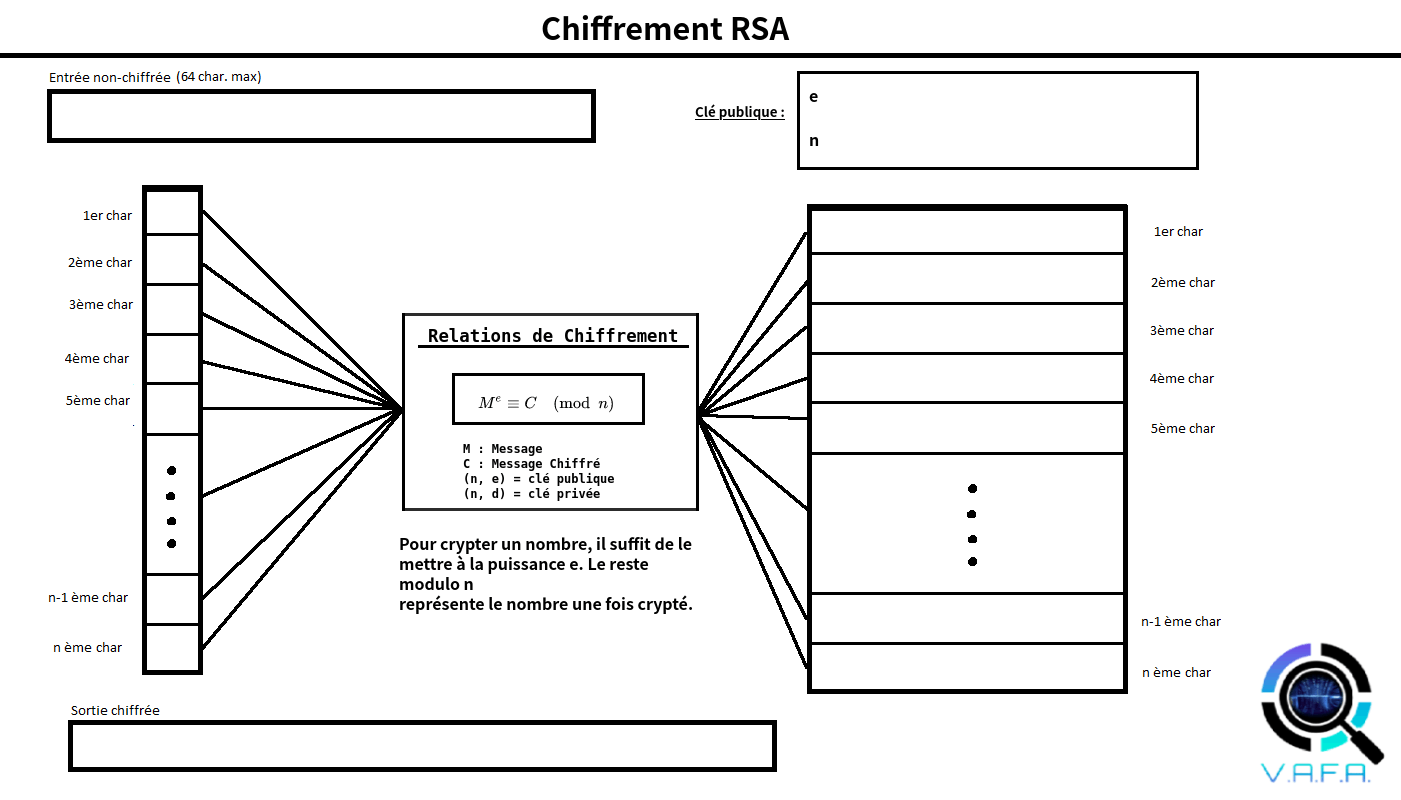 Chiffrement RSA
Entrée non-chiffrée (64 char. max)
Clé publique :
e
n
1er char
2ème char
3ème char
4ème char
5ème char
n-1 ème char
n ème char
Relations de Chiffrement
M^e ≡ C (mod n)
M : Message
C : Message Chiffré
(n, e) = clé publique
(n, d) = clé privée
Pour crypter un nombre, il suffit de le
mettre à la puissance e. Le reste
modulo n
représente le nombre une fois crypté.
1er char
2ème char
3ème char
4ème char
5ème char
n-1 ème char
n ème char
Sortie chiffrée
V.A.F.A.